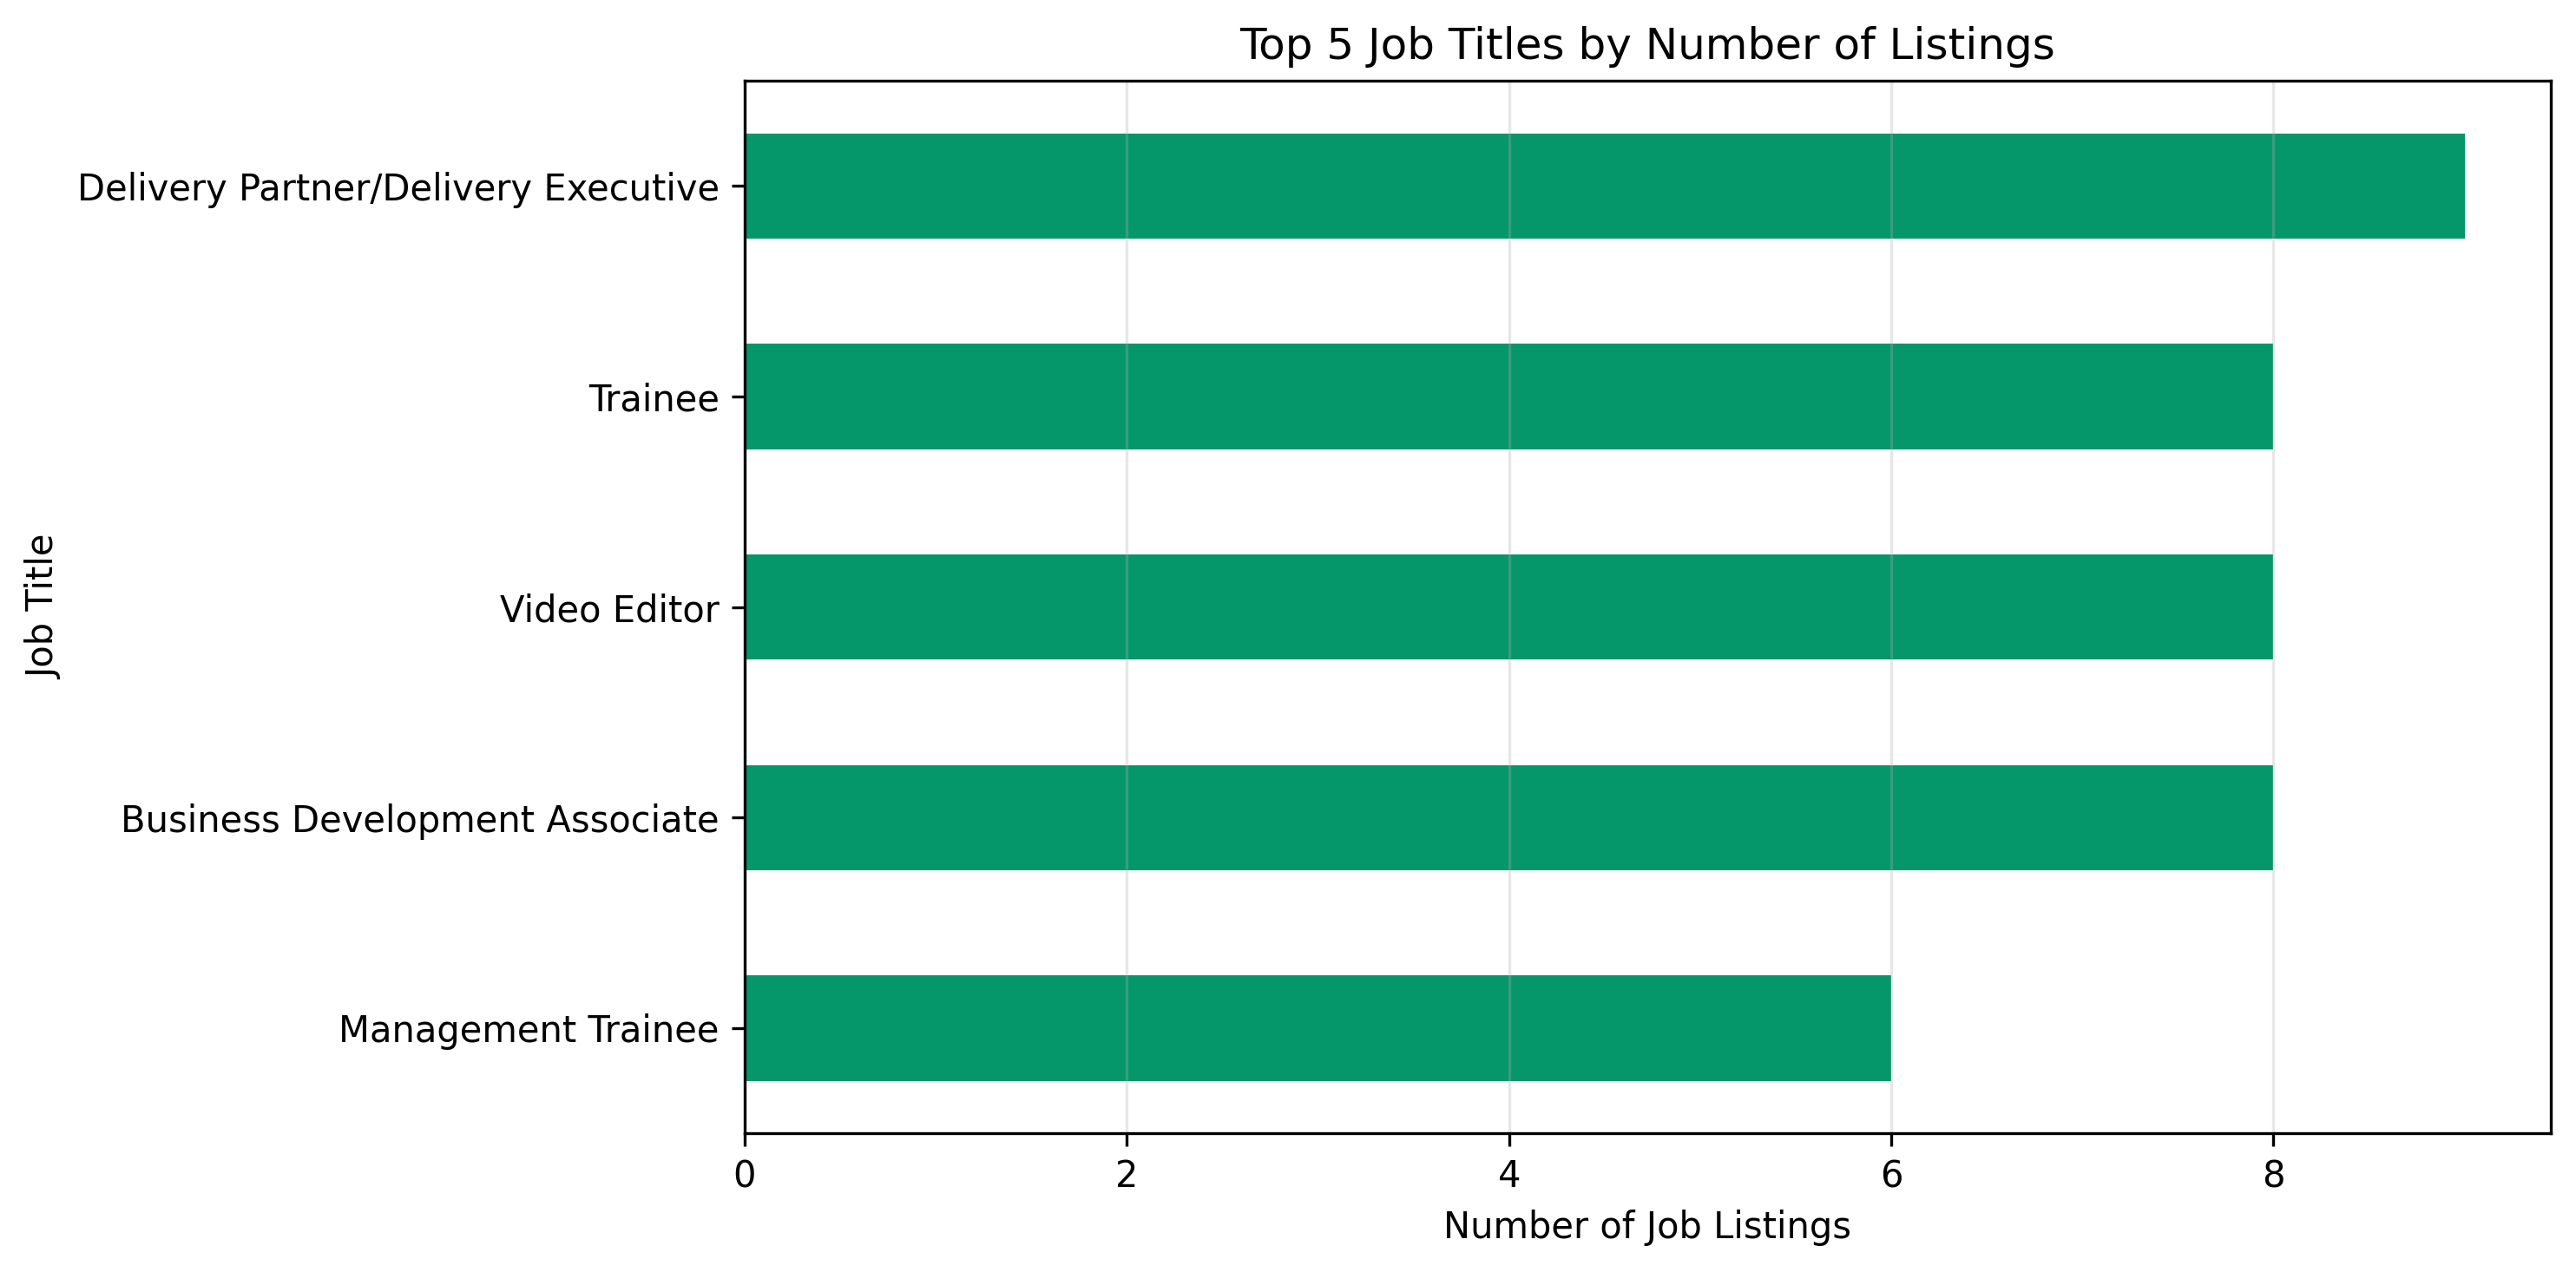 Top 5 Job Titles by Number of Listings
Delivery Partner/Delivery Executive
Trainee
Video Editor
Business Development Associate
Management Trainee
Job Title
0 2 4 6 8
Number of Job Listings